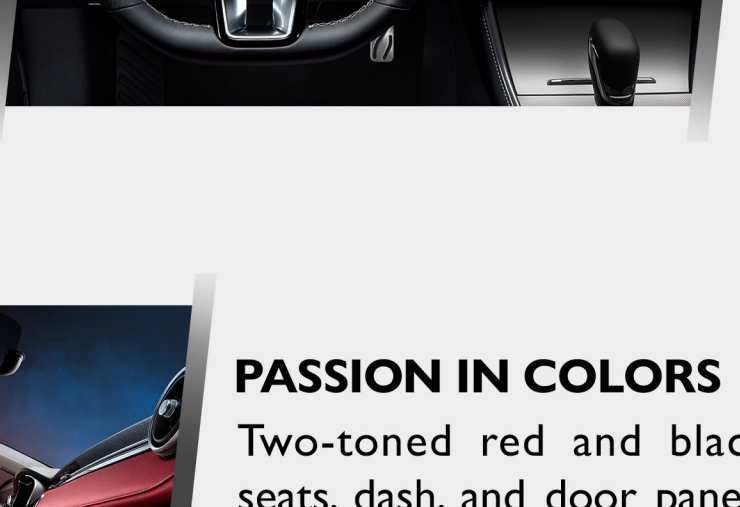 PASSION IN COLORS
Two-toned red and blac
seats, dash, and door pane